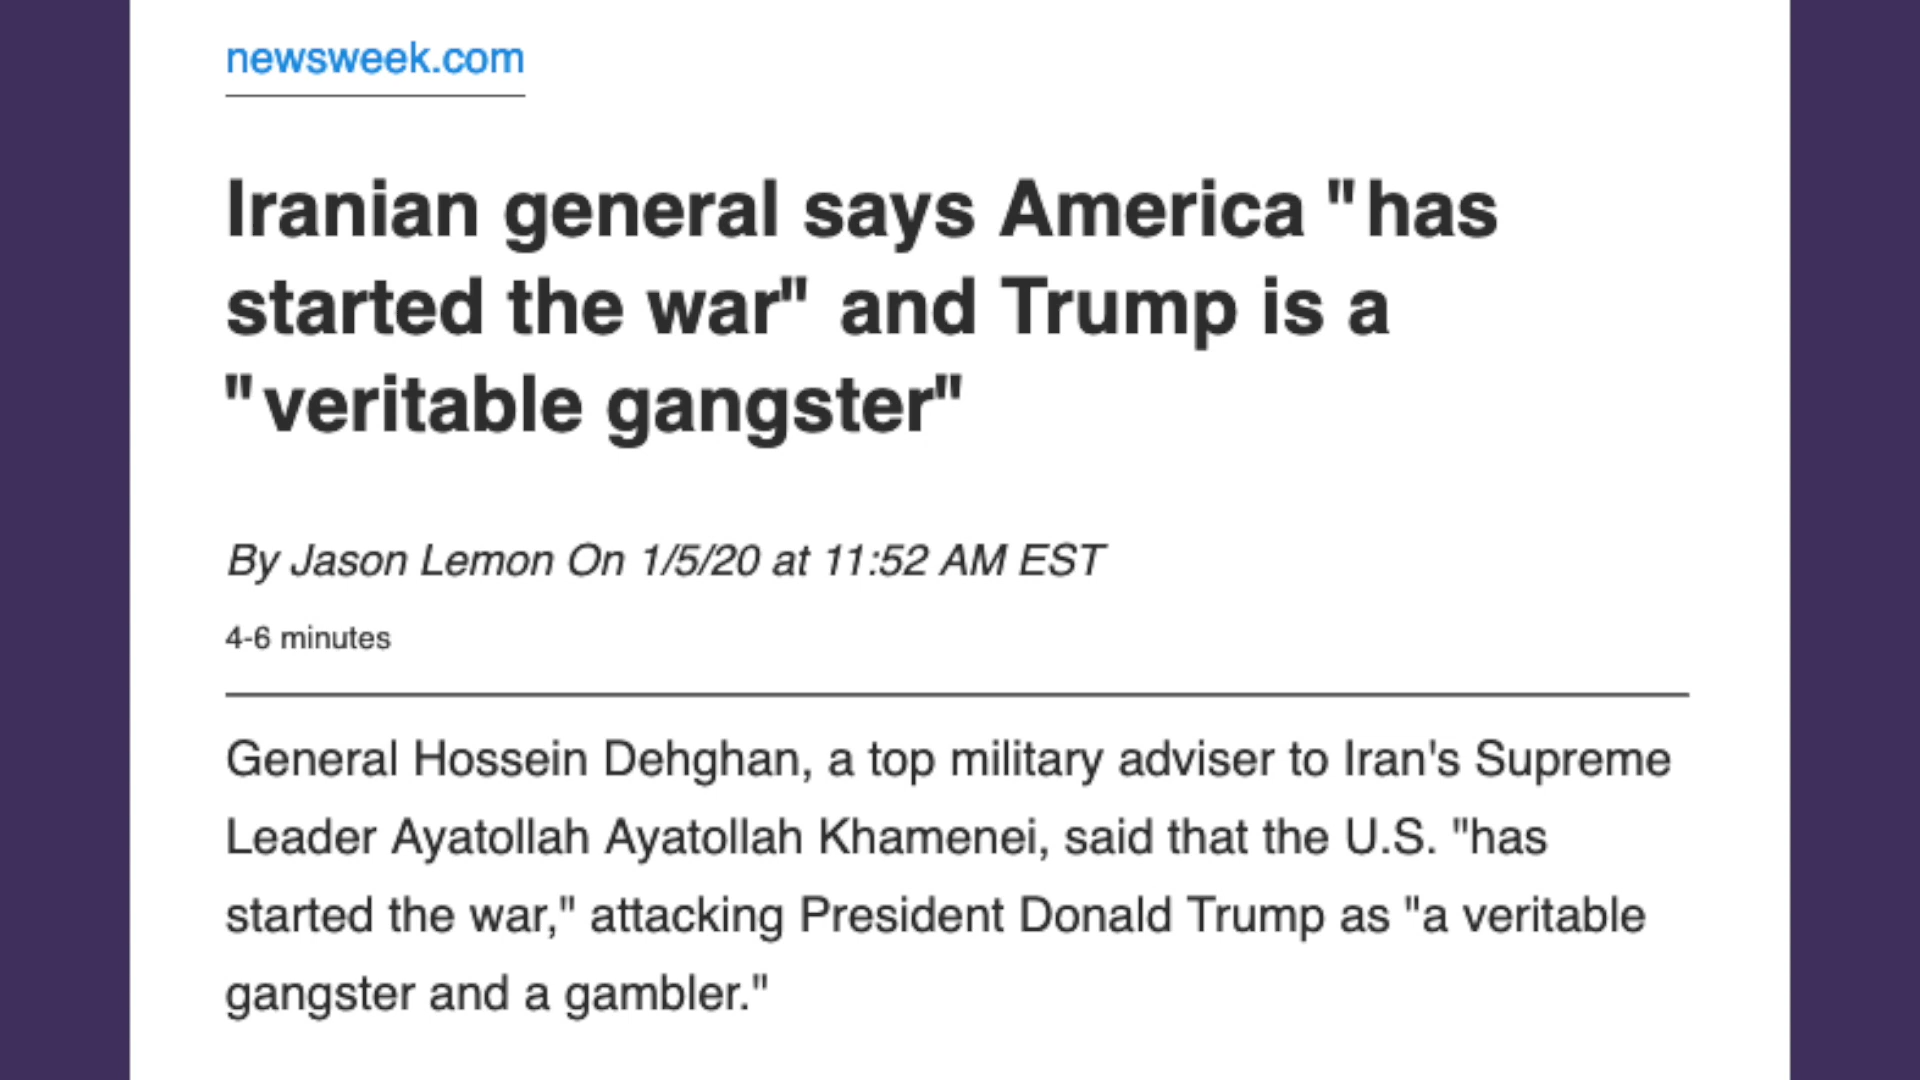 newsweek.com
Iranian general says America "has
started the war" and Trump is a
"veritable gangster"
By Jason Lemon On 1/5/20 at 11:52 AM EST
4-6 minutes
General Hossein Dehghan, a top military adviser to Iran's Supreme
Leader Ayatollah Ayatollah Khamenei, said that the U.S. "has
started the war," attacking President Donald Trump as "a veritable
gangster and a gambler."